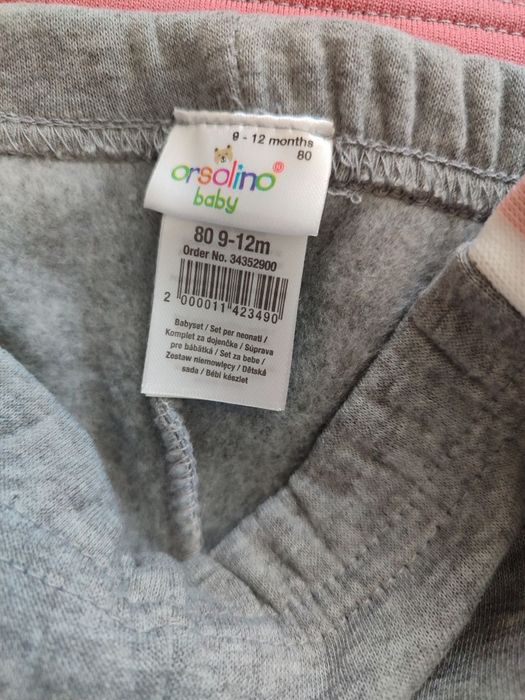 9 - 12 months
80
orsolino®
baby
80 9-12m
Order No. 34352900
2 000011 423490
Babyset / Set per neonati /
Komplet za dojenčke / Súprava
pre bábätká / Set za bebe /
Zestaw niemowlęcy / Dětská
sada / Bébi készlet